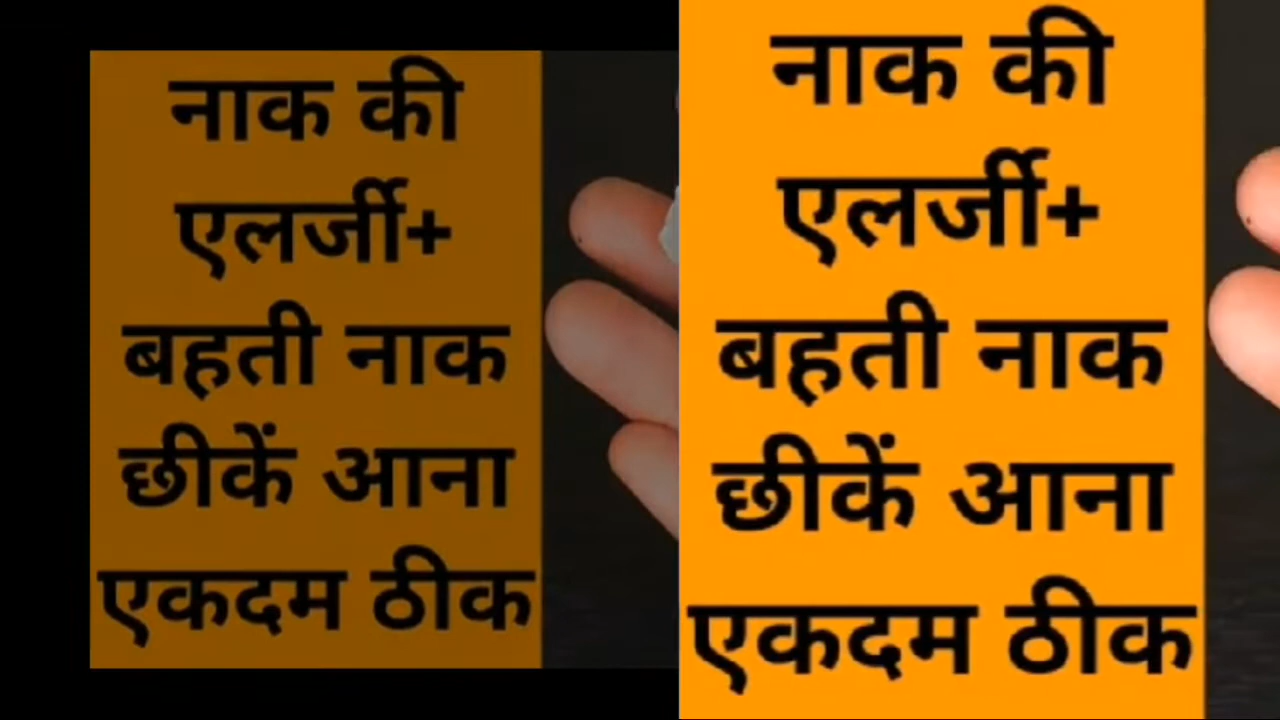 नाक की
एलर्जी+
बहती नाक
छीकें आना
एकदम ठीक
नाक की
एलर्जी+
बहती नाक
छीकें आना
एकदम ठीक